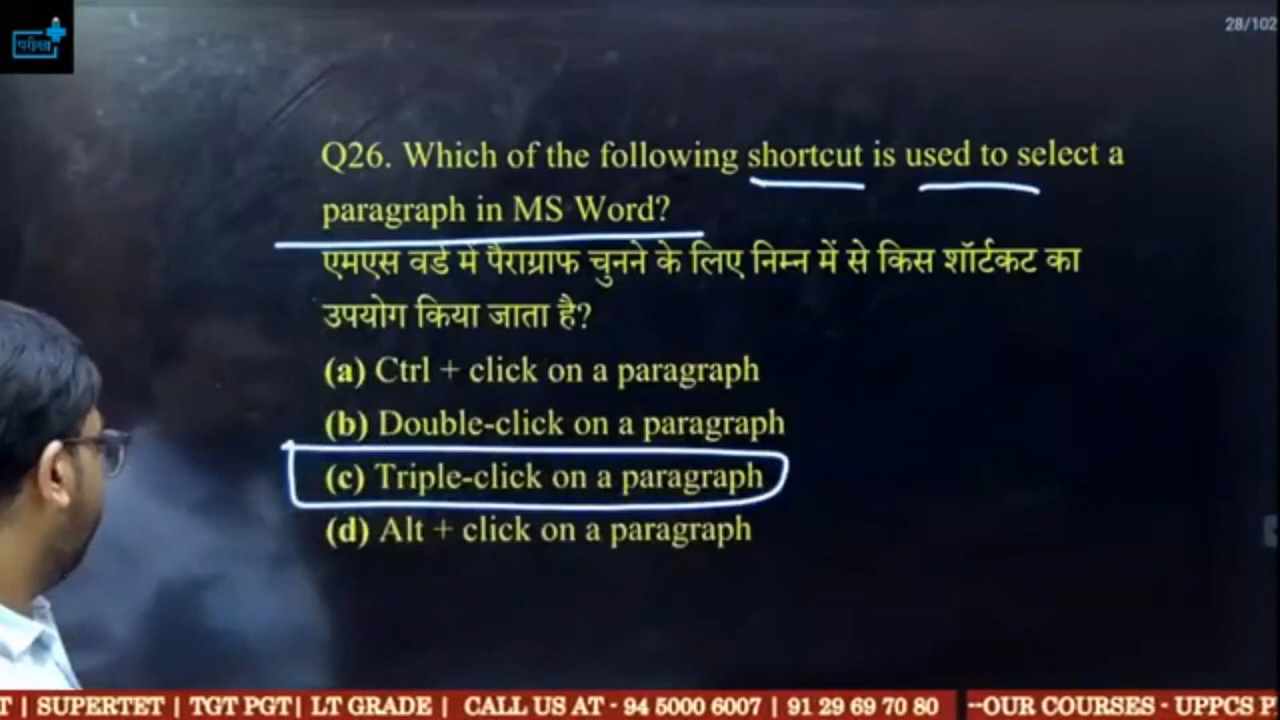 परीक्षा
28/102
Q26. Which of the following shortcut is used to select a
paragraph in MS Word?
एमएस वर्ड में पैराग्राफ चुनने के लिए निम्न में से किस शॉर्टकट का
उपयोग किया जाता है?
(a) Ctrl + click on a paragraph
(b) Double-click on a paragraph
(c) Triple-click on a paragraph
(d) Alt + click on a paragraph
T | SUPERTET | TGT PGT| LT GRADE | CALL US AT - 94 5000 6007 | 91 29 69 70 80 --OUR COURSES - UPPCS P